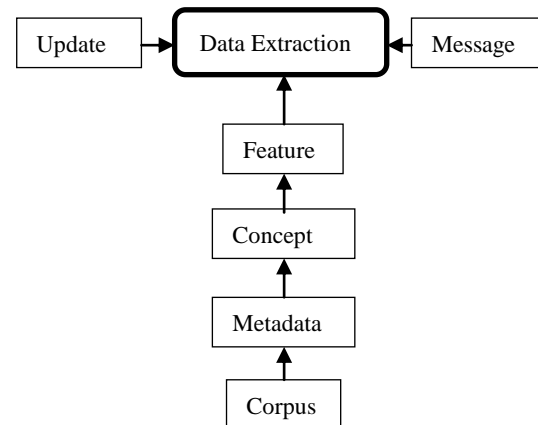 Update
Data Extraction
Message
Feature
Concept
Metadata
Corpus